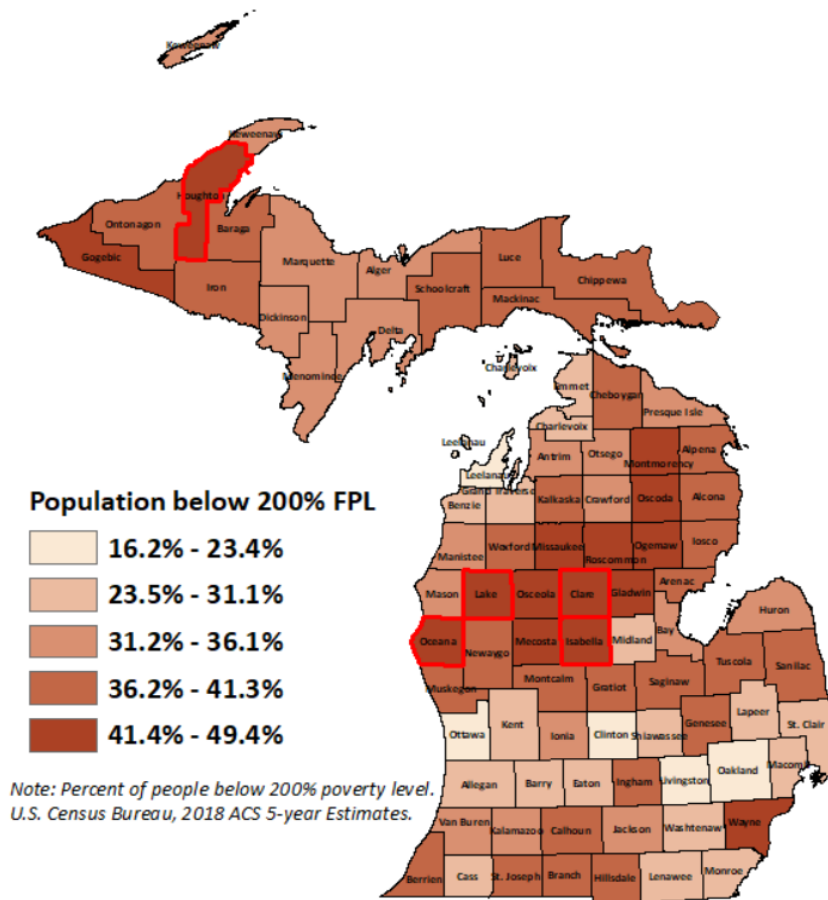 Keweenaw
Keweenaw
Houghton
Ontonagon
Baraga
Gogebic
Marquette
Alger
Luce
Chippewa
Iron
Schoolcraft
Mackinac
Dickinson
Delta
Menominee
Charlevoix
Emmet
Cheboygan
Presque Isle
Charlevoix
Leelanau
Antrim
Otsego
Montmorency
Alpena
Leelanau
Grand Traverse
Benzie
Kalkaska
Crawford
Oscoda
Alcona
Manistee
Wexford
Missaukee
Roscommon
Ogemaw
Iosco
Mason
Lake
Osceola
Clare
Gladwin
Arenac
Huron
Oceana
Newaygo
Mecosta
Isabella
Midland
Bay
Tuscola
Sanilac
Muskegon
Montcalm
Gratiot
Saginaw
Genesee
Lapeer
St. Clair
Ottawa
Kent
Ionia
Clinton
Shiawassee
Oakland
Macomb
Allegan
Barry
Eaton
Ingham
Livingston
Van Buren
Kalamazoo
Calhoun
Jackson
Washtenaw
Wayne
Berrien
Cass
St. Joseph
Branch
Hillsdale
Lenawee
Monroe
Population below 200% FPL
16.2% - 23.4%
23.5% - 31.1%
31.2% - 36.1%
36.2% - 41.3%
41.4% - 49.4%
Note: Percent of people below 200% poverty level.
U.S. Census Bureau, 2018 ACS 5-year Estimates.